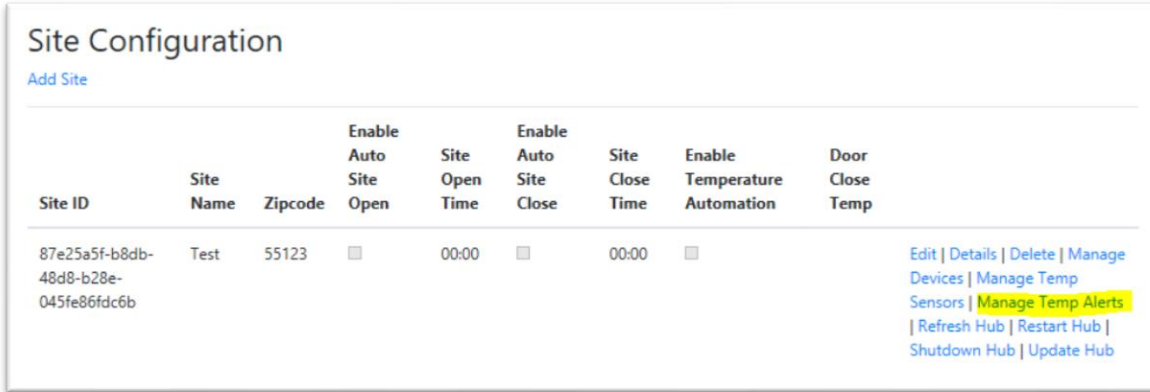 Site Configuration
Add Site
Site ID
Site
Name
Zipcode
Enable
Auto
Site
Open
Site
Open
Time
Enable
Auto
Site
Close
Site
Close
Time
Enable
Temperature
Automation
Door
Close
Temp
87e25a5f-b8db-
48d8-b28e-
045fe86fdc6b
Test
55123
00:00
00:00
Edit | Details | Delete | Manage
Devices | Manage Temp
Sensors | Manage Temp Alerts
| Refresh Hub | Restart Hub |
Shutdown Hub | Update Hub